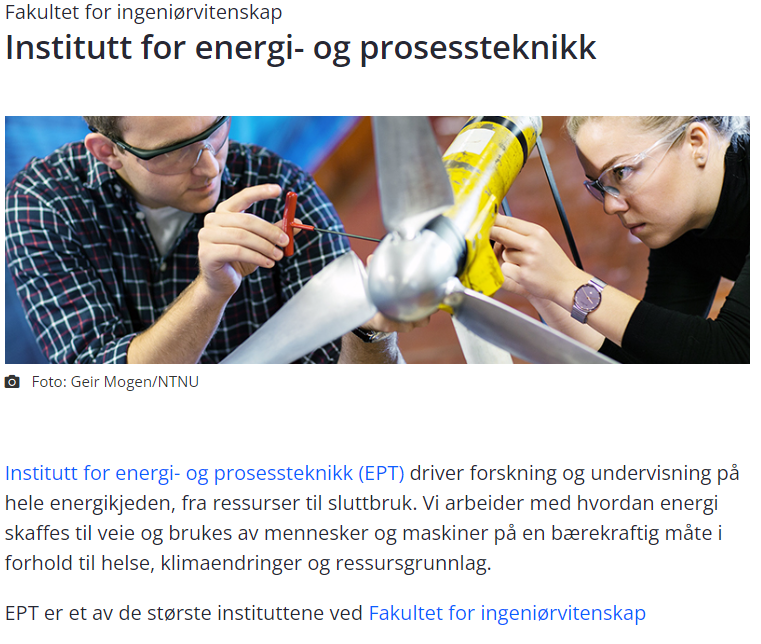 Fakultet for ingeniørvitenskap
Institutt for energi- og prosessteknikk
Foto: Geir Mogen/NTNU
Institutt for energi- og prosessteknikk (EPT) driver forskning og undervisning på
hele energikjeden, fra ressurser til sluttbruk. Vi arbeider med hvordan energi
skaffes til veie og brukes av mennesker og maskiner på en bærekraftig måte i
forhold til helse, klimaendringer og ressursgrunnlag.
EPT er et av de største instituttene ved Fakultet for ingeniørvitenskap